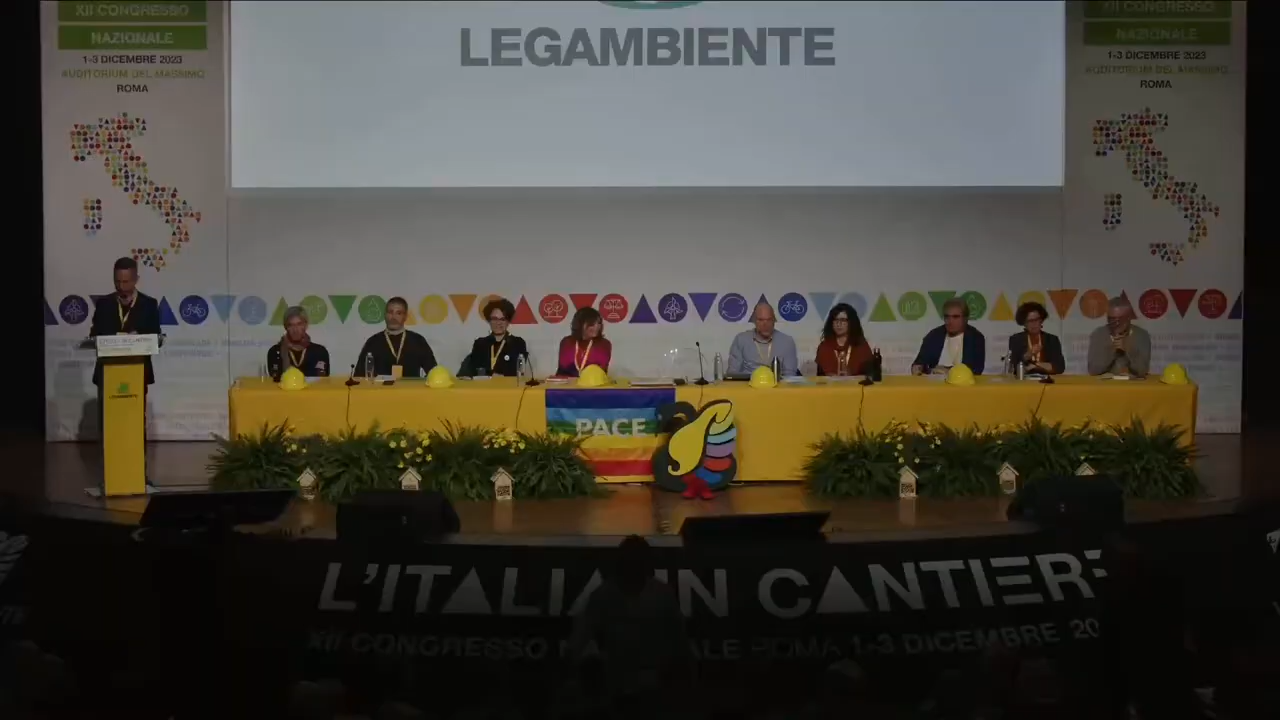 XII CONGRESSO
NAZIONALE
1-3 DICEMBRE 2023
AUDITORIUM DEL MASSIMO
ROMA
LEGAMBIENTE
XII CONGRESSO
NAZIONALE
1-3 DICEMBRE 2023
AUDITORIUM DEL MASSIMO
ROMA
LEGAMBIENTE
PACE
L'ITALIA IN CANTIERE
XII CONGRESSO NAZIONALE ROMA 1-3 DICEMBRE 20